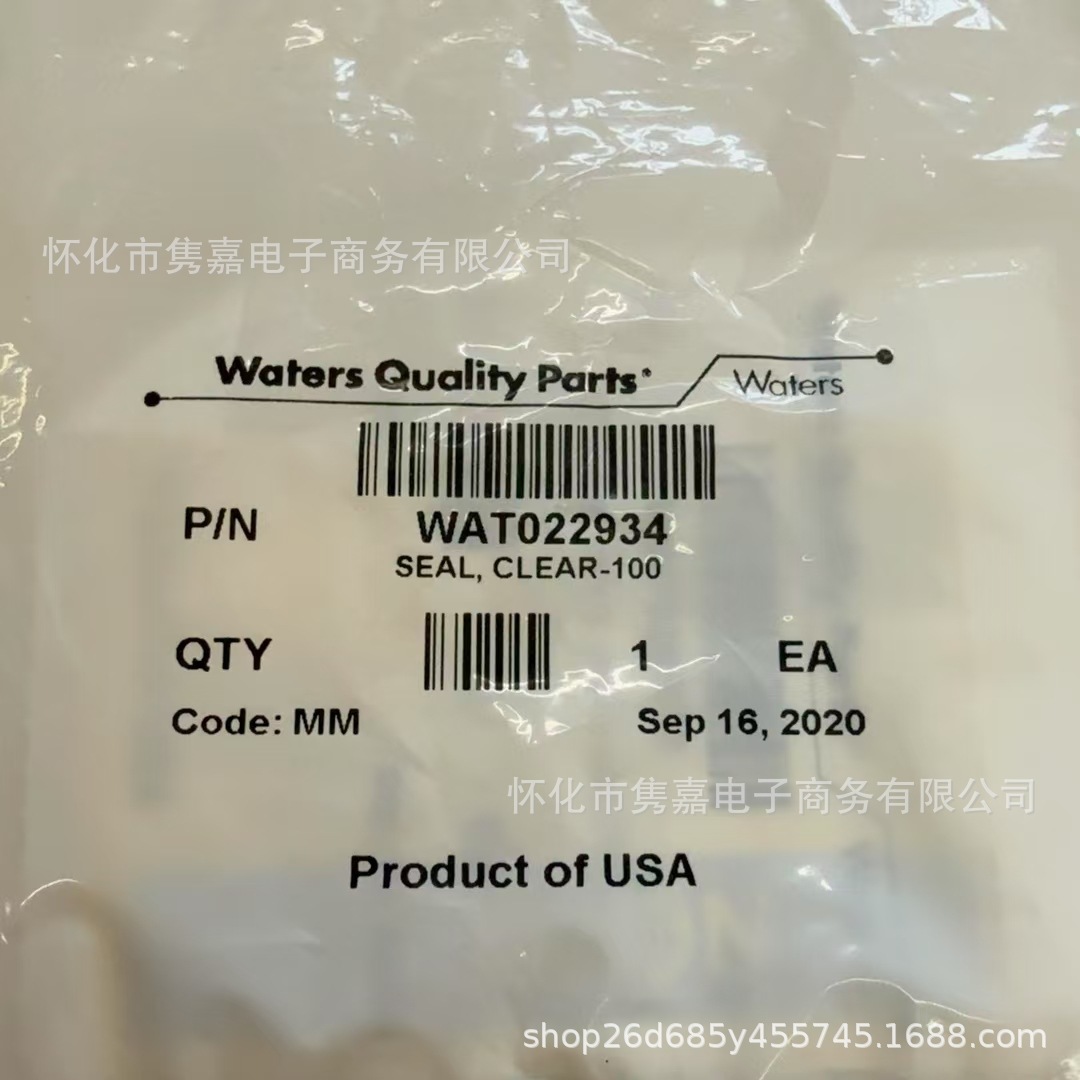 怀化市隽嘉电子商务有限公司
Waters Quality Parts®
Waters
P/N WAT022934
SEAL, CLEAR-100
QTY 1 EA
Code: MM Sep 16, 2020
怀化市隽嘉电子商务有限公司
Product of USA
shop26d685y455745.1688.com